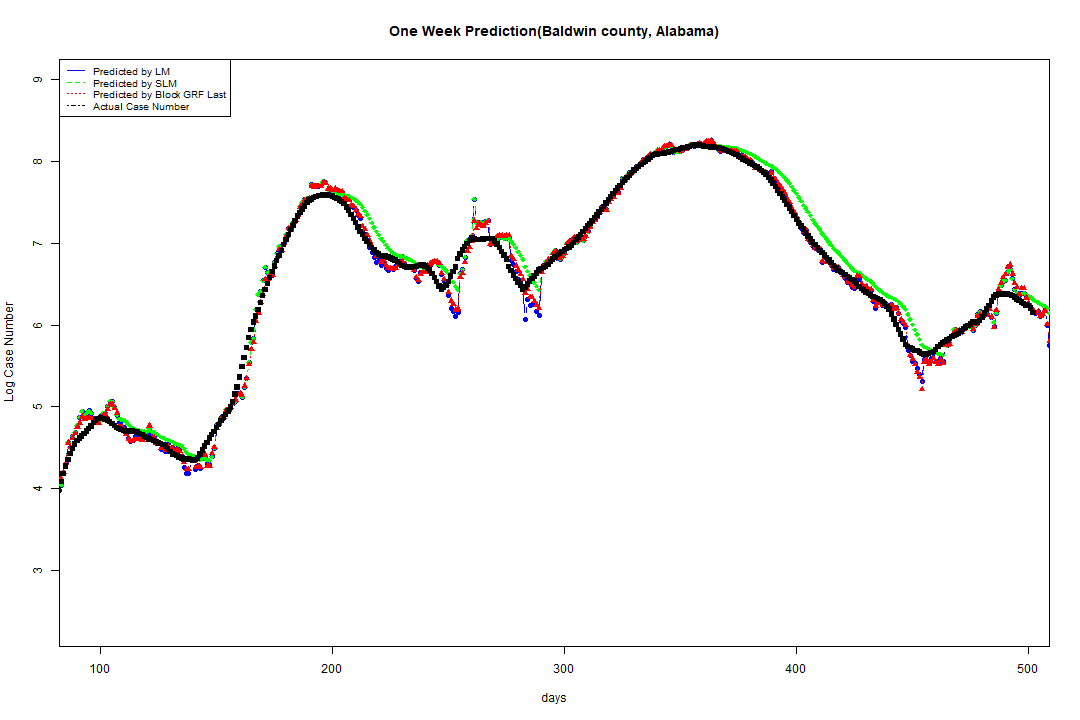 One Week Prediction(Baldwin county, Alabama)
Predicted by LM
Predicted by SLM
Predicted by Block GRF Last
Actual Case Number
Log Case Number
9
8
7
6
5
4
3
100 200 300 400 500
days